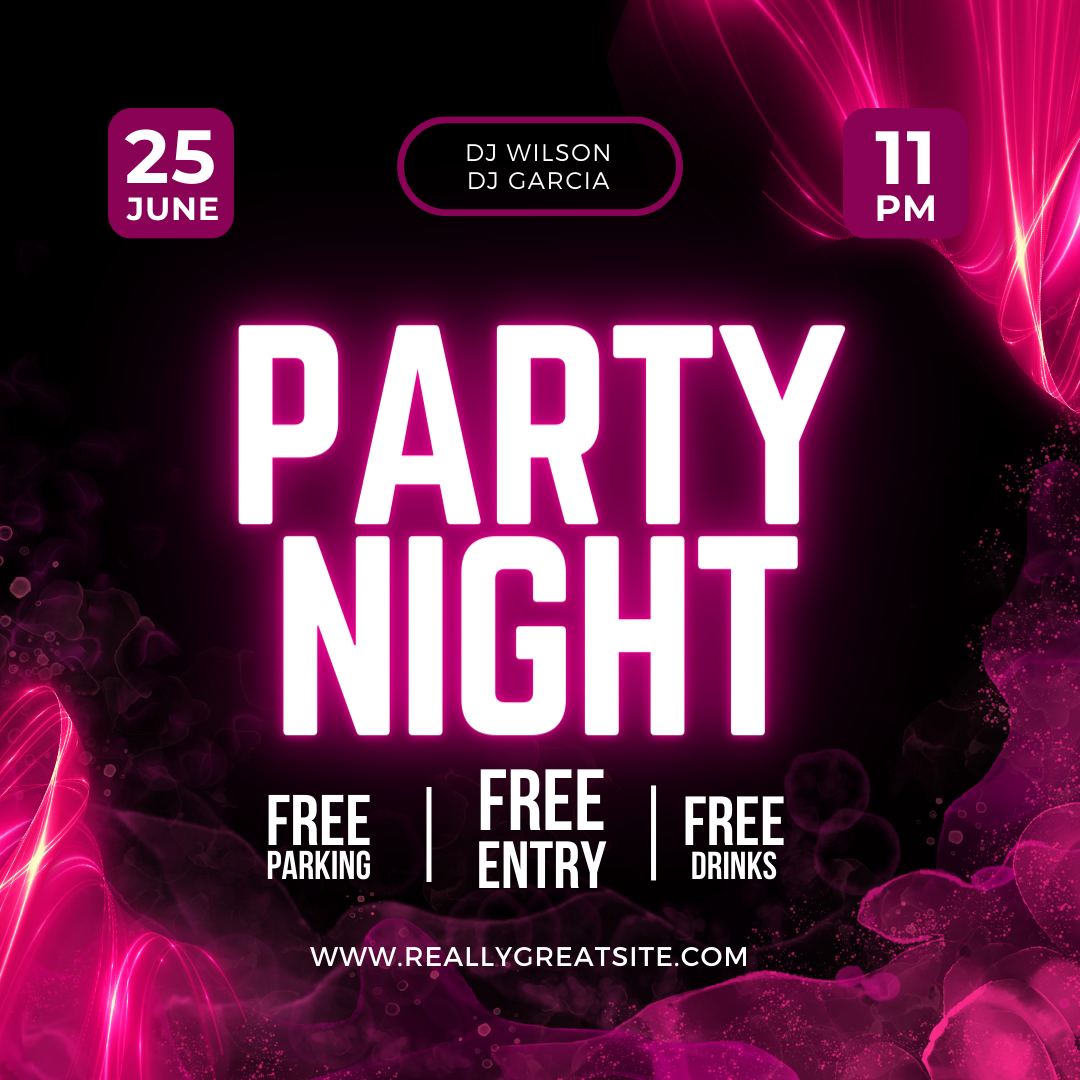 25
JUNE
DJ WILSON
DJ GARCIA
11
PM
PARTY
NIGHT
FREE
PARKING
FREE
ENTRY
FREE
DRINKS
WWW.REALLYGREATSITE.COM